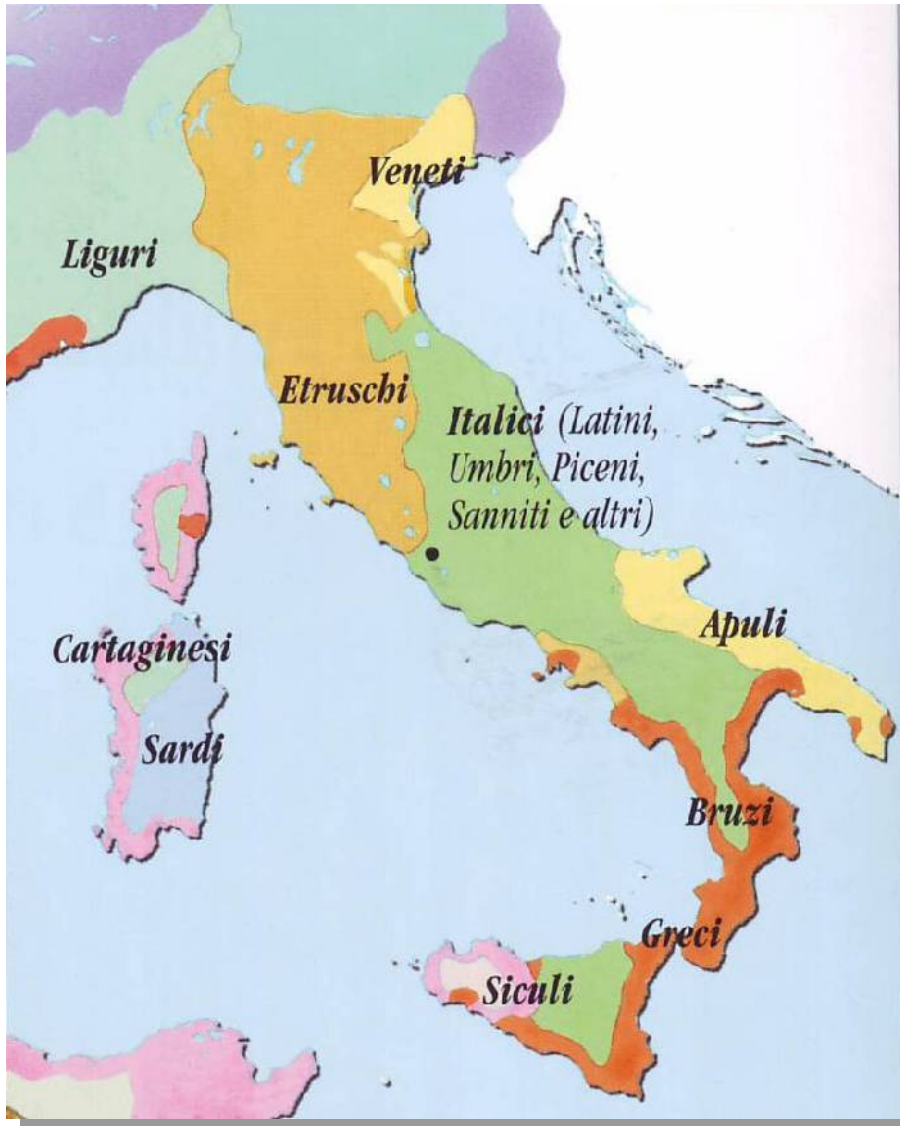 Veneti
Liguri
Etruschi
Italici (Latini,
Umbri, Piceni,
Sanniti e altri)
Apuli
Cartaginesi
Sardi
Bruzi
Greci
Siculi